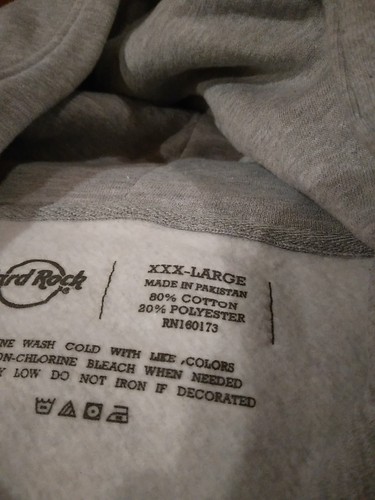 ard Rock
XXX-LARGE
MADE IN PAKISTAN
80% COTTON
20% POLYESTER
RN160173
NE WASH COLD WITH LIKE COLORS
ON-CHLORINE BLEACH WHEN NEEDED
Y LOW DO NOT IRON IF DECORATED